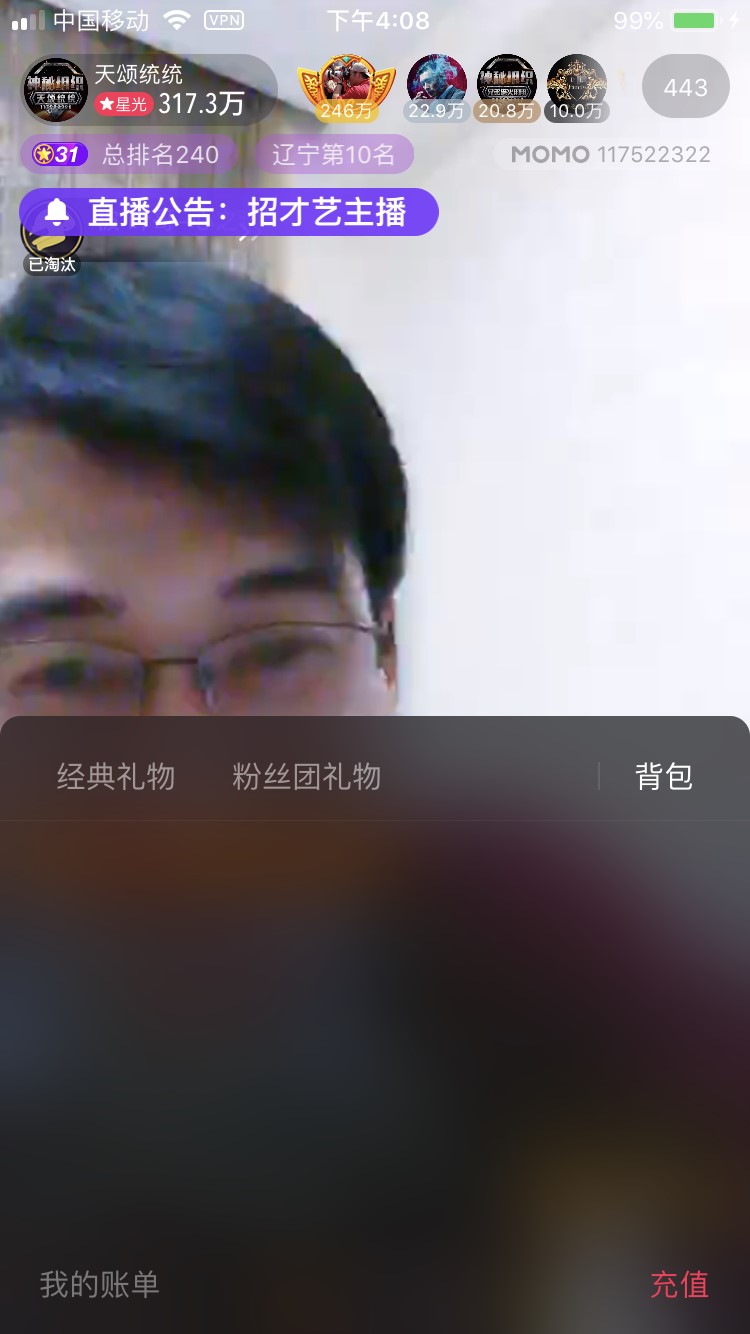 中国移动 VPN 下午4:08 99%
神秘组织
天颂统统
天颂统统
星光 317.3万
246万 22.9万 20.8万 10.0万 443
神秘组织
31 总排名240 辽宁第10名 MOMO 117522322
直播公告：招才艺主播
已淘汰
经典礼物 粉丝团礼物 背包
我的账单 充值